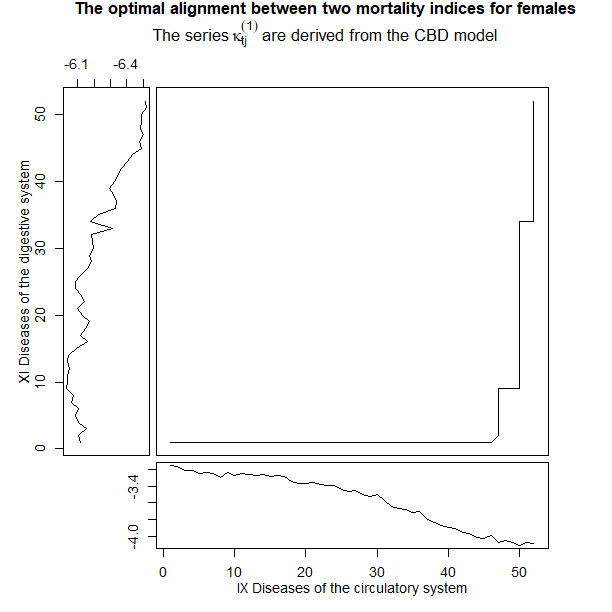 The optimal alignment between two mortality indices for females
The series κtj(1) are derived from the CBD model
-6.1 -6.4
XI Diseases of the digestive system
50
40
30
20
10
0
-3.4
-4.0
0 10 20 30 40 50
IX Diseases of the circulatory system